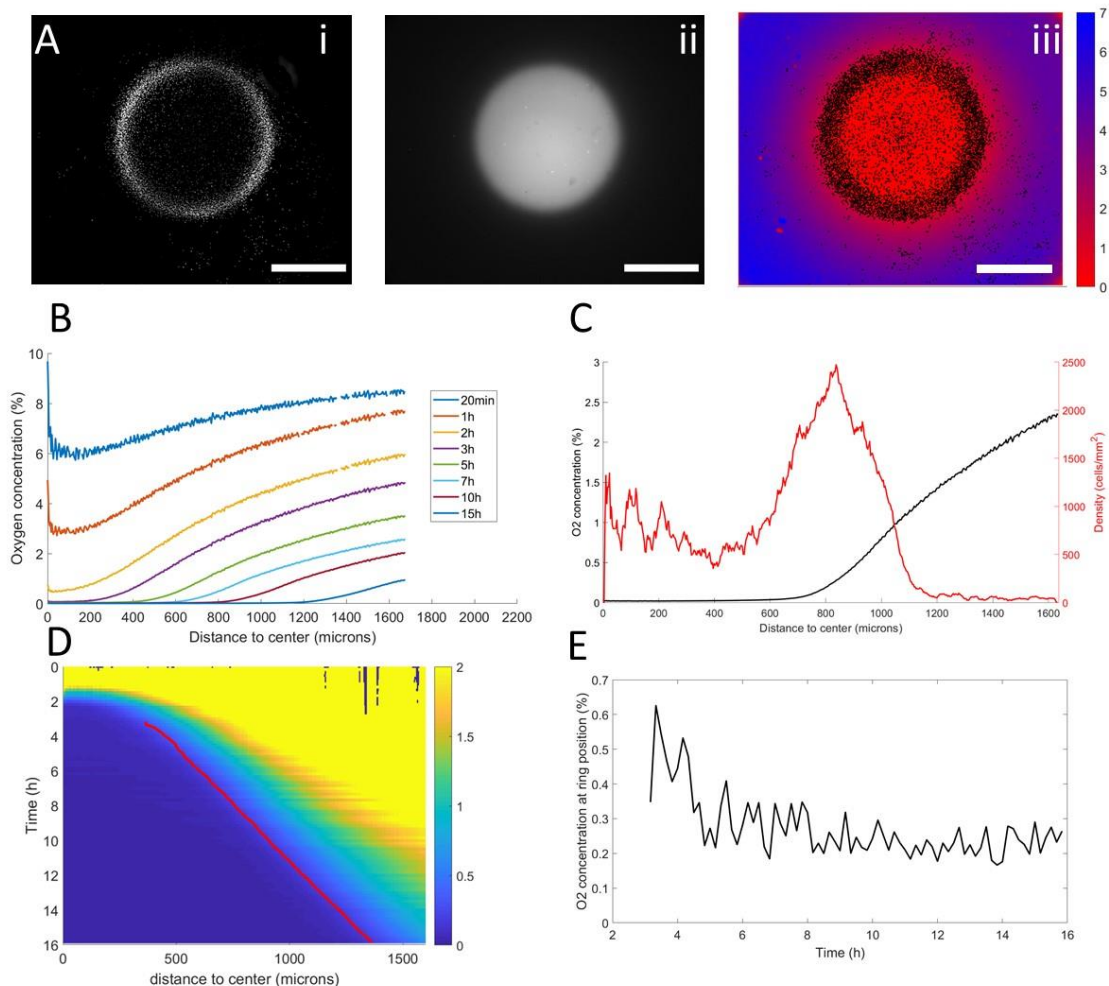 A
i
ii
iii
7
6
5
4
3
2
1
0
B
Oxygen concentration (%)
10
8
6
4
2
0
0 200 400 600 800 1000 1200 1400 1600 1800 2000 2200
Distance to center (microns)
20min
1h
2h
3h
5h
7h
10h
15h
C
O2 concentration (%)
3
2.5
2
1.5
1
0.5
0
0 200 400 600 800 1000 1200 1400 1600
Distance to center (microns)
2500
2000
1500
1000
500
0
Density (cells/mm²)
D
Time (h)
0
2
4
6
8
10
12
14
16
0 500 1000 1500
distance to center (microns)
2
1
0
E
O2 concentration at ring position (%)
0.7
0.6
0.5
0.4
0.3
0.2
0.1
0
2 4 6 8 10 12 14 16
Time (h)